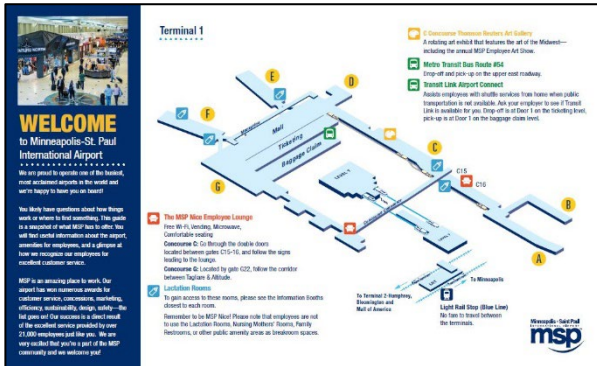 WELCOME
to Minneapolis-St. Paul
International Airport
We are proud to operate one of the busiest,
most acclaimed airports in the world and
we're happy to have you on board!
You likely have questions about how things
work or where to find something. This guide
is a snapshot of what MSP has to offer. You
will find useful information about the airport,
amenities for employees, and a glimpse at
how we recognize our employees for
excellent customer service.
MSP is an amazing place to work. Our
airport has won numerous awards for
customer service, concessions, marketing,
efficiency, sustainability, design, safety—the
list goes on! Our success is a direct result
of the excellent service provided by over
21,000 employees just like you. We are
very excited that you're a part of the MSP
community and we welcome you!
Terminal 1
E
D
F
Mall
Ticketing
Baggage Claim
G
C
C15
C16
B
A
C Concourse Rotating Art Gallery
A rotating art exhibit that features the art of the Midwest—
including the annual MSP Employee Art Show.
Metro Transit Bus Route #54
Drop-off and pick-up on the upper east roadway.
Transit Link Airport Connect
Assists employees with shuttle services from home when public
transportation is not available. Ask your employer to see if Transit
Link is available for you. Drop-off is at Door 1 on the ticketing level,
pick-up is at Door 1 on the baggage claim level.
The MSP Nice Employee Lounge
Free Wi-Fi, Vending, Microwave,
Comfortable seating
Concourse C: Go through the double doors
located between gates C15-16, and follow the signs
leading to the lounge.
Concourse G: Located by gate G22, follow the corridor
between Tagliare & Altitude.
Lactation Rooms
To gain access to these rooms, please see the Information Booths
closest to each room.
Remember to be MSP Nice! Please note that employees are not
to use the Lactation Rooms, Nursing Mothers' Rooms, Family
Restrooms, or other public amenity areas as breakroom spaces.
To Minneapolis
To Terminal 2-Humphrey,
Bloomington and
Mall of America
Light Rail Stop (Blue Line)
No fare to travel between
the terminals.
Minneapolis-Saint Paul
msp